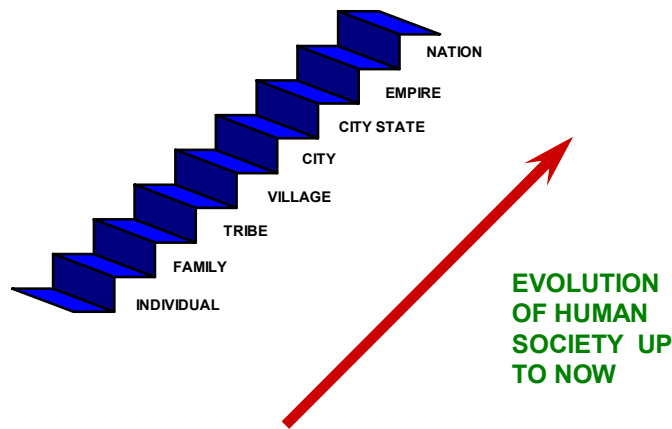 NATION
EMPIRE
CITY STATE
CITY
VILLAGE
TRIBE
FAMILY
INDIVIDUAL
EVOLUTION
OF HUMAN
SOCIETY UP
TO NOW